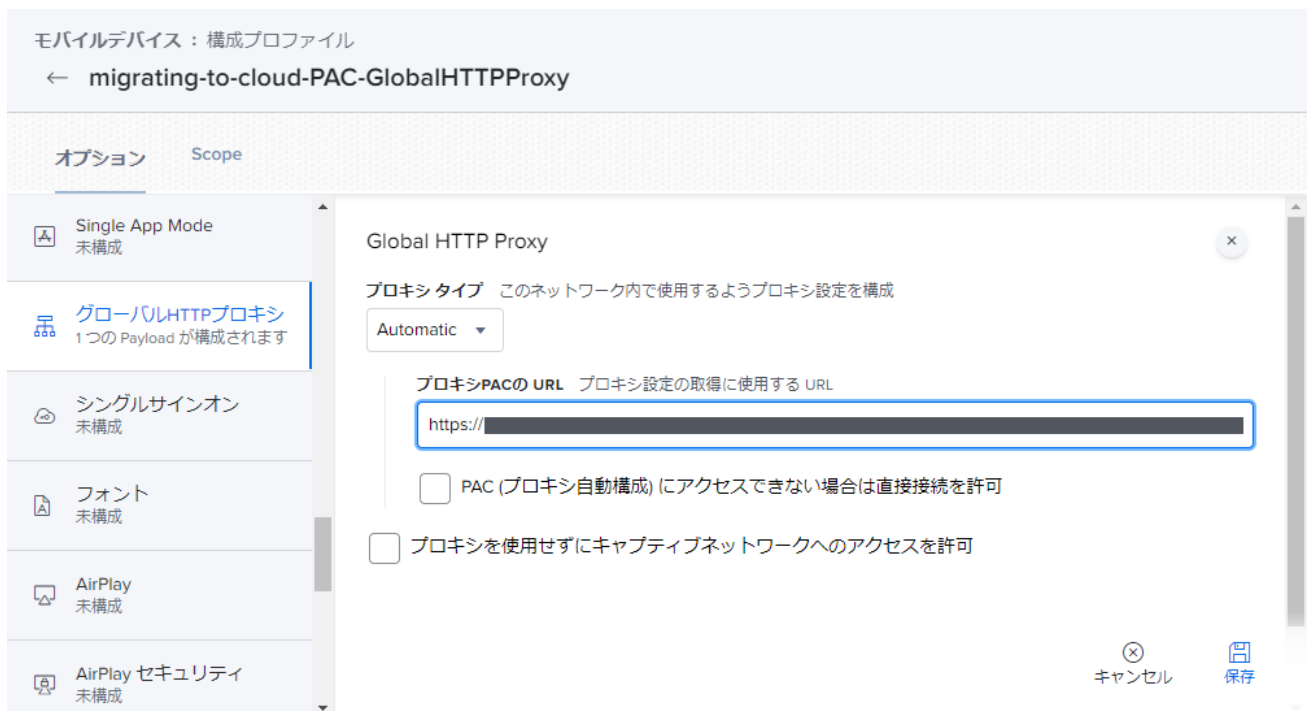 モバイルデバイス : 構成プロファイル
← migrating-to-cloud-PAC-GlobalHTTPProxy
オプション Scope
Single App Mode
未構成
グローバルHTTPプロキシ
1 つの Payload が構成されます
シングルサインオン
未構成
フォント
未構成
AirPlay
未構成
AirPlay セキュリティ
未構成
Global HTTP Proxy
プロキシ タイプ このネットワーク内で使用するようプロキシ設定を構成
Automatic
プロキシPACの URL プロキシ設定の取得に使用する URL
https://
PAC (プロキシ自動構成) にアクセスできない場合は直接接続を許可
プロキシを使用せずにキャプティブネットワークへのアクセスを許可
キャンセル 保存